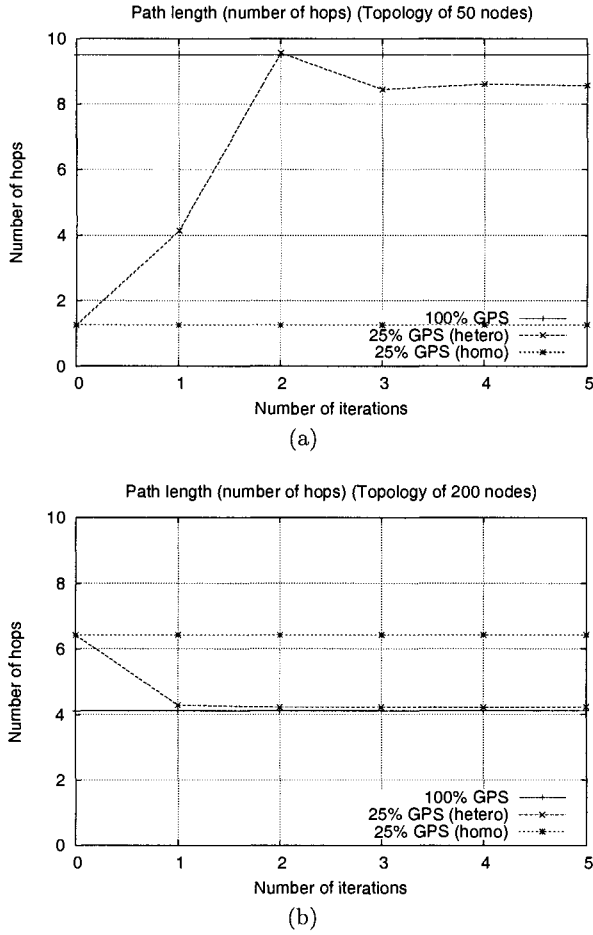 Path length (number of hops) (Topology of 50 nodes)
10
8
6
4
2
0
Number of hops
100% GPS
25% GPS (hetero)
25% GPS (homo)
0 1 2 3 4 5
Number of iterations
(a)
Path length (number of hops) (Topology of 200 nodes)
10
8
6
4
2
0
Number of hops
100% GPS
25% GPS (hetero)
25% GPS (homo)
0 1 2 3 4 5
Number of iterations
(b)